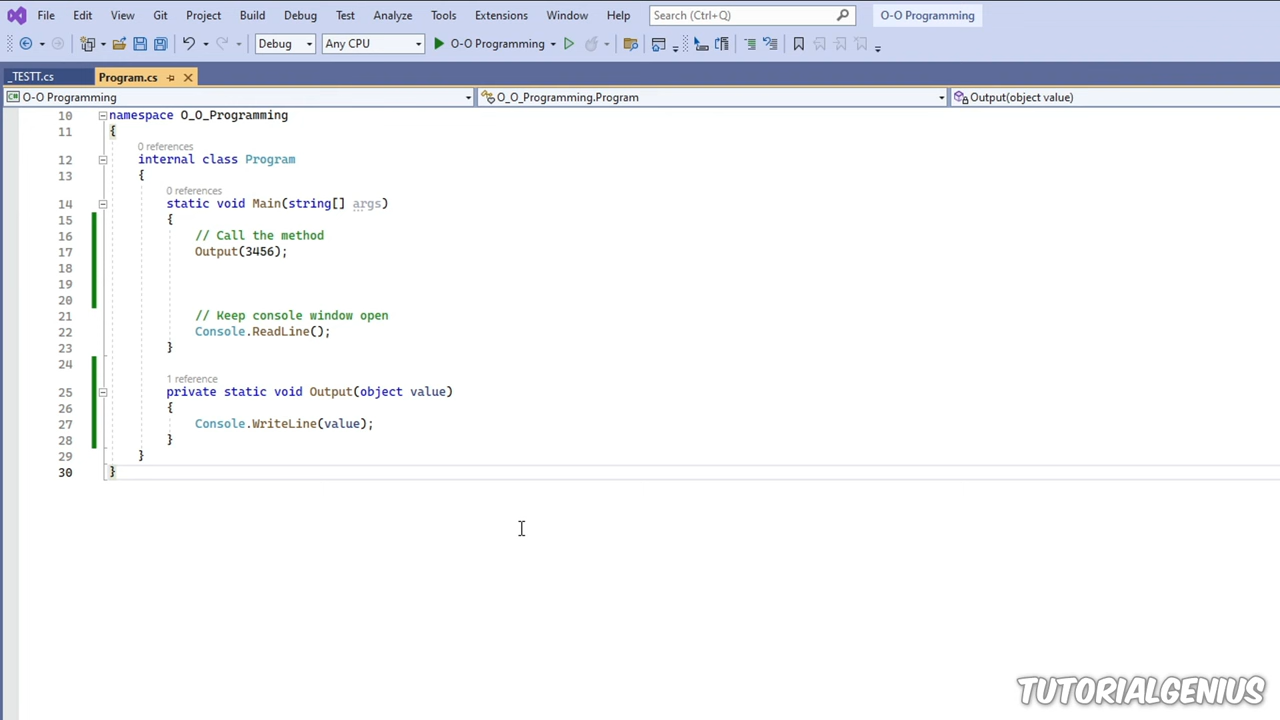 File Edit View Git Project Build Debug Test Analyze Tools Extensions Window Help Search (Ctrl+Q) O-O Programming
Debug Any CPU O-O Programming
_TESTT.cs Program.cs
O-O Programming O_O_Programming.Program Output(object value)
10 namespace O_O_Programming
11 {
0 references
12 internal class Program
13 {
0 references
14 static void Main(string[] args)
15 {
16 // Call the method
17 Output(3456);
18
19
20
21 // Keep console window open
22 Console.ReadLine();
23 }
24
1 reference
25 private static void Output(object value)
26 {
27 Console.WriteLine(value);
28 }
29 }
30 }
TUTORIALGENIUS